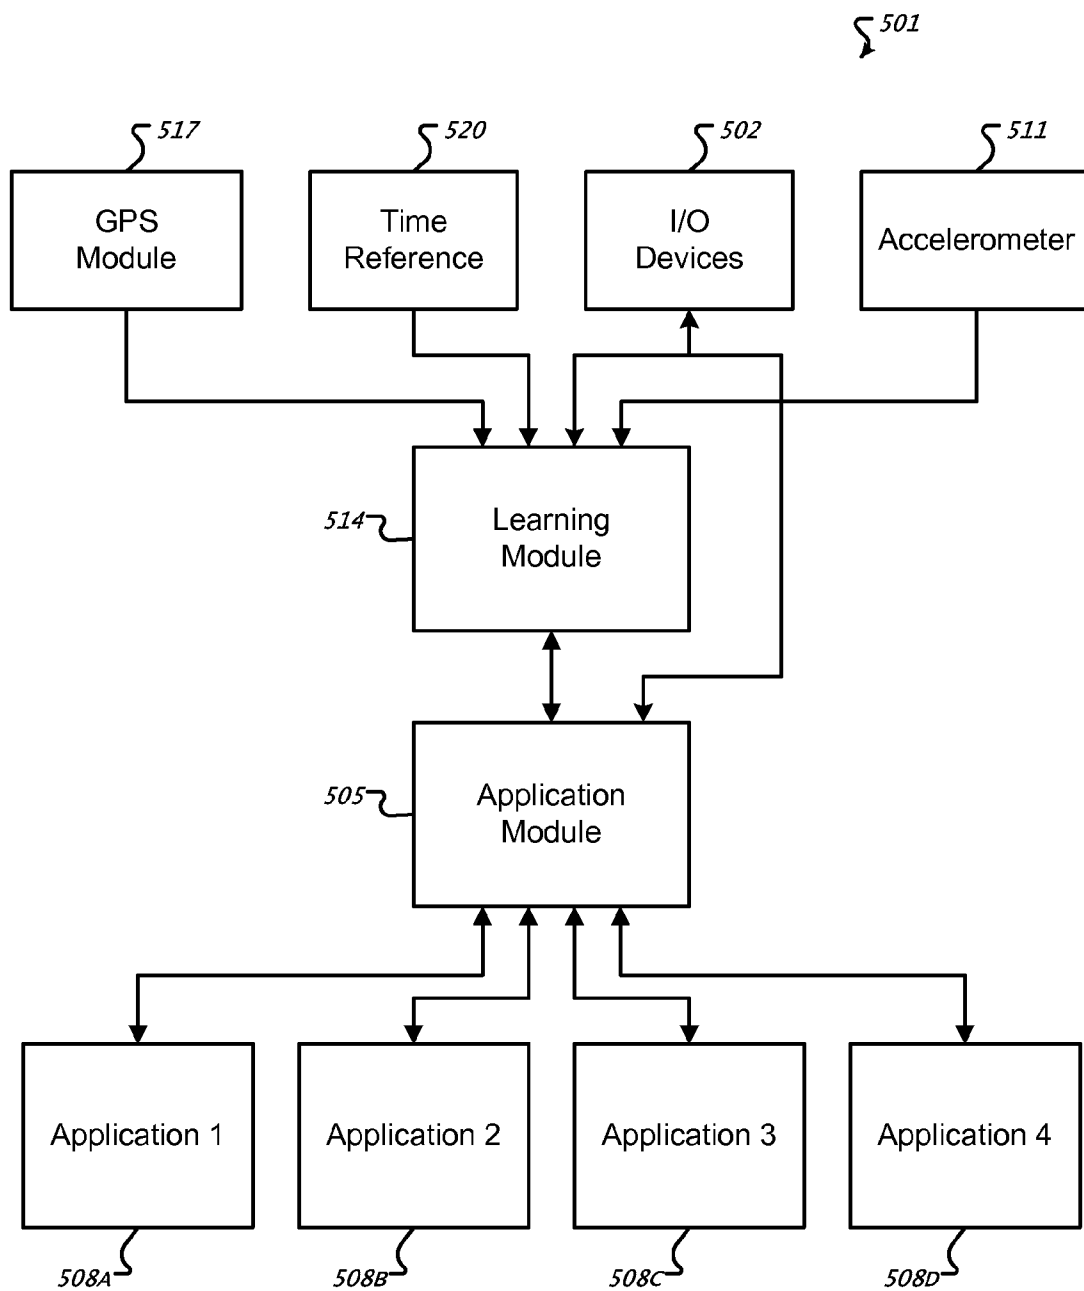 501
517
520
502
511
GPS
Module
Time
Reference
I/O
Devices
Accelerometer
514
Learning
Module
505
Application
Module
Application 1
Application 2
Application 3
Application 4
508A
508B
508C
508D